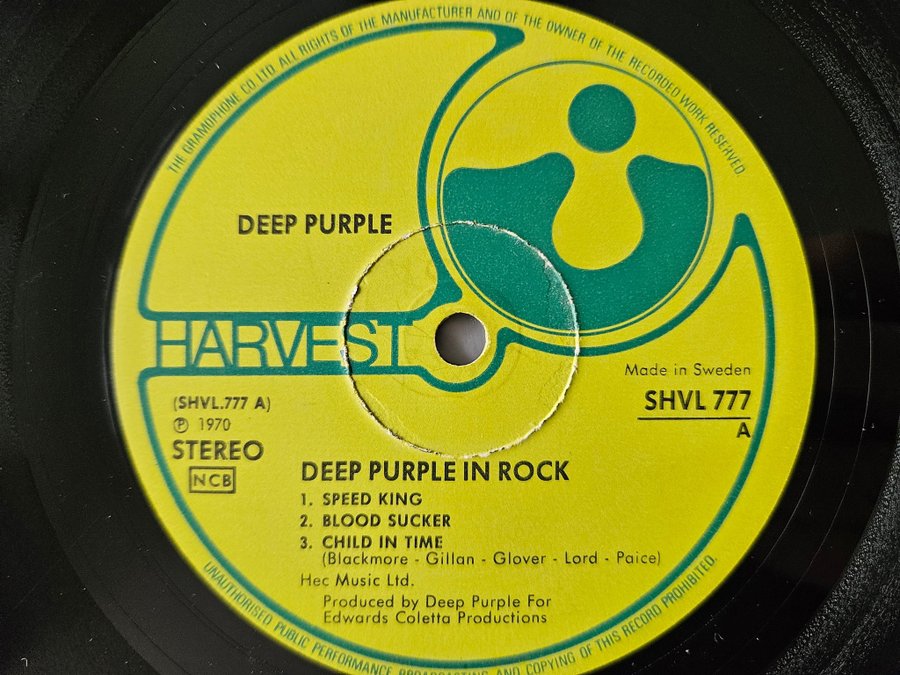 THE GRAMOPHONE CO. LTD. ALL RIGHTS OF THE MANUFACTURER AND OF THE OWNER OF THE RECORDED WORK RESERVED.
DEEP PURPLE
HARVEST
Made in Sweden
(SHVL.777 A)
SHVL 777
℗ 1970
A
STEREO
NCB
DEEP PURPLE IN ROCK
1. SPEED KING
2. BLOOD SUCKER
3. CHILD IN TIME
(Blackmore - Gillan - Glover - Lord - Paice)
Hec Music Ltd.
Produced by Deep Purple For
Edwards Coletta Productions
UNAUTHORISED PUBLIC PERFORMANCE BROADCASTING AND COPYING OF THIS RECORD PROHIBITED.